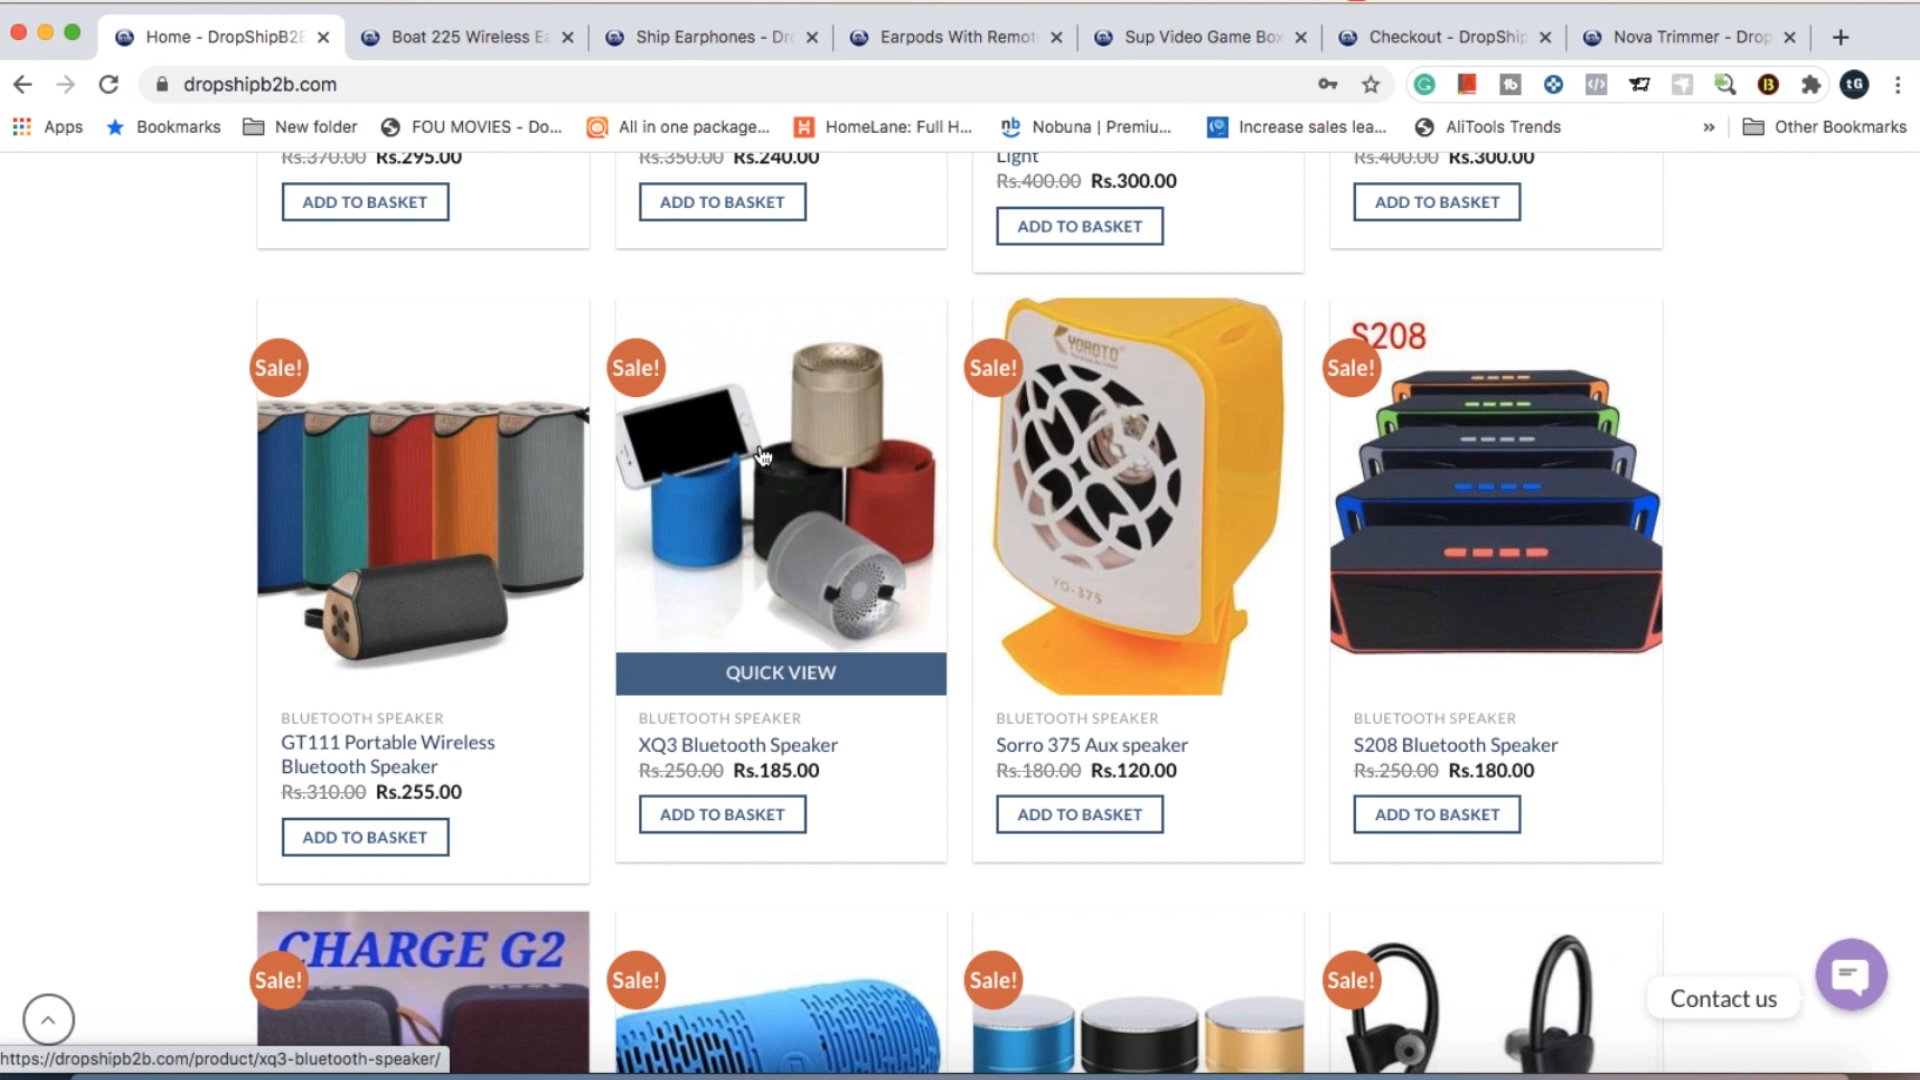 Home - DropShipB2B
Boat 225 Wireless Ea
Ship Earphones - Dro
Earpods With Remot
Sup Video Game Box
Checkout - DropShip
Nova Trimmer - Drop
dropshipb2b.com
Apps
Bookmarks
New folder
FOU MOVIES - Do...
All in one package...
HomeLane: Full H...
nb
Nobuna | Premiu...
Increase sales lea...
AliTools Trends
»
Other Bookmarks
Rs.370.00 Rs.295.00
ADD TO BASKET
Rs.350.00 Rs.240.00
ADD TO BASKET
Light
Rs.400.00 Rs.300.00
ADD TO BASKET
Rs.400.00 Rs.300.00
ADD TO BASKET
Sale!
BLUETOOTH SPEAKER
GT111 Portable Wireless
Bluetooth Speaker
Rs.310.00 Rs.255.00
ADD TO BASKET
Sale!
QUICK VIEW
BLUETOOTH SPEAKER
XQ3 Bluetooth Speaker
Rs.250.00 Rs.185.00
ADD TO BASKET
Sale!
YOROTO
YO-375
BLUETOOTH SPEAKER
Sorro 375 Aux speaker
Rs.180.00 Rs.120.00
ADD TO BASKET
S208
Sale!
BLUETOOTH SPEAKER
S208 Bluetooth Speaker
Rs.250.00 Rs.180.00
ADD TO BASKET
CHARGE G2
Sale!
Sale!
Sale!
Sale!
Contact us
https://dropshipb2b.com/product/xq3-bluetooth-speaker/